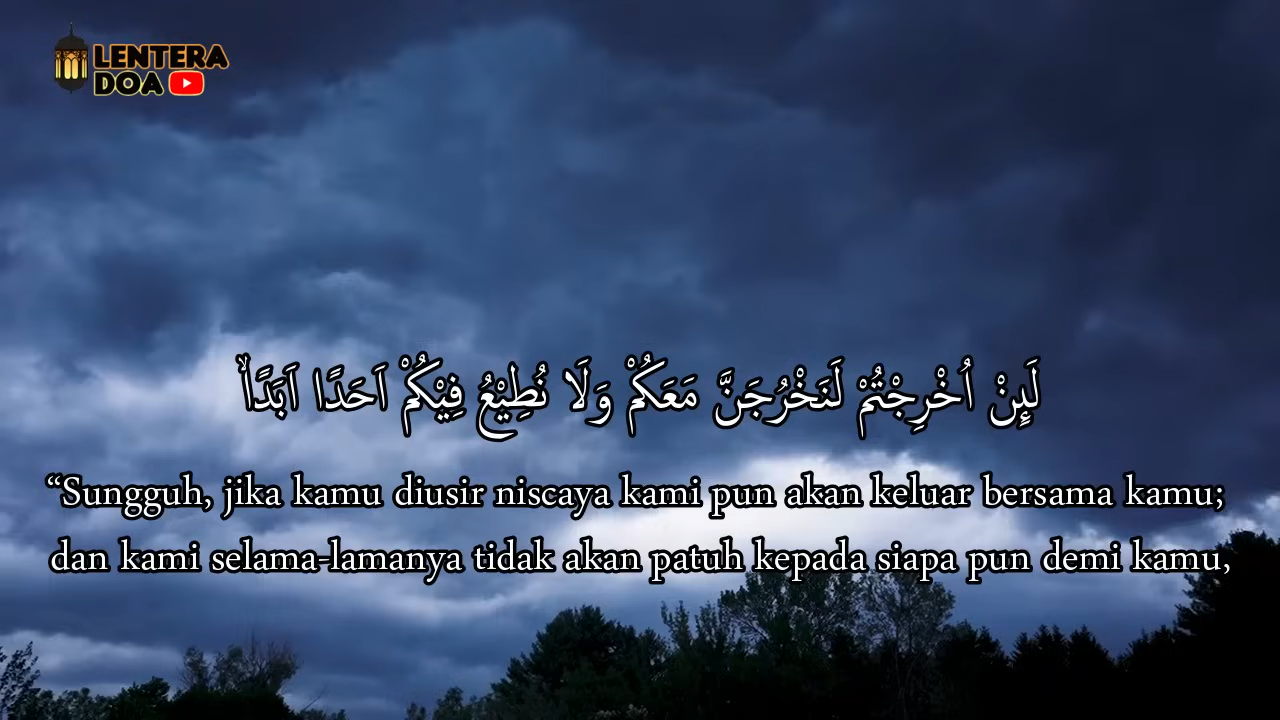 LENTERA
DOA
لَىِٕنْ اُخْرِجْتُمْ لَنَخْرُجَنَّ مَعَكُمْ وَلَا نُطِيْعُ فِيْكُمْ اَحَدًا اَبَدًاۙ
“Sungguh, jika kamu diusir niscaya kami pun akan keluar bersama kamu;
dan kami selama-lamanya tidak akan patuh kepada siapa pun demi kamu,